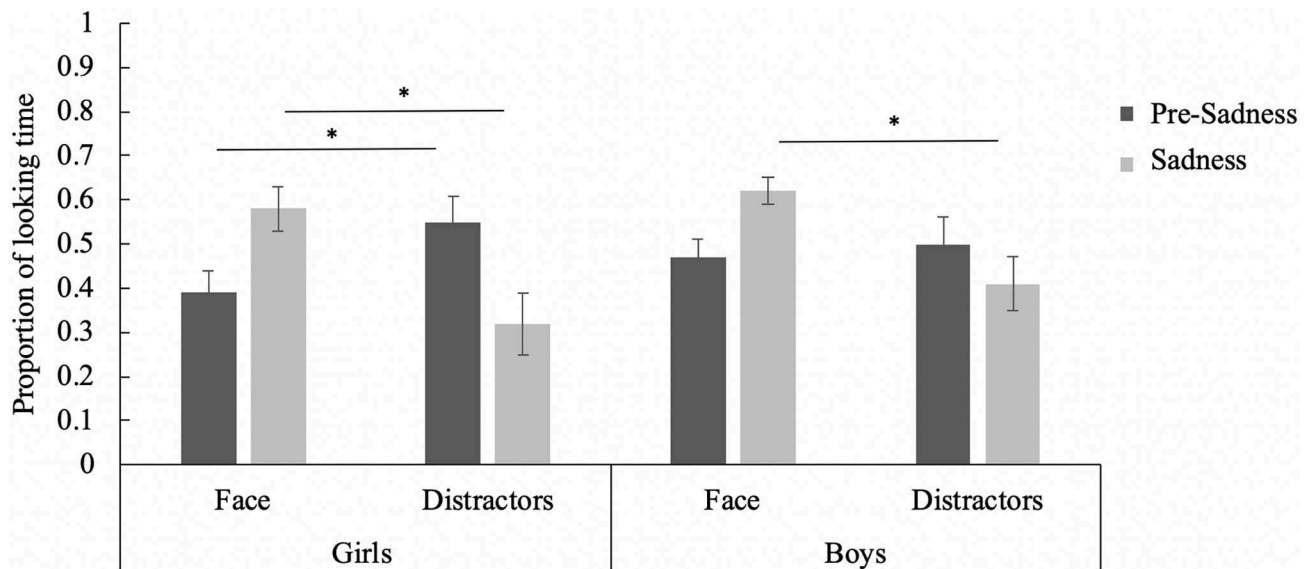 Proportion of looking time
1
0.9
0.8
0.7
0.6
0.5
0.4
0.3
0.2
0.1
0
*
*
*
Pre-Sadness
Sadness
Face
Distractors
Face
Distractors
Girls
Boys